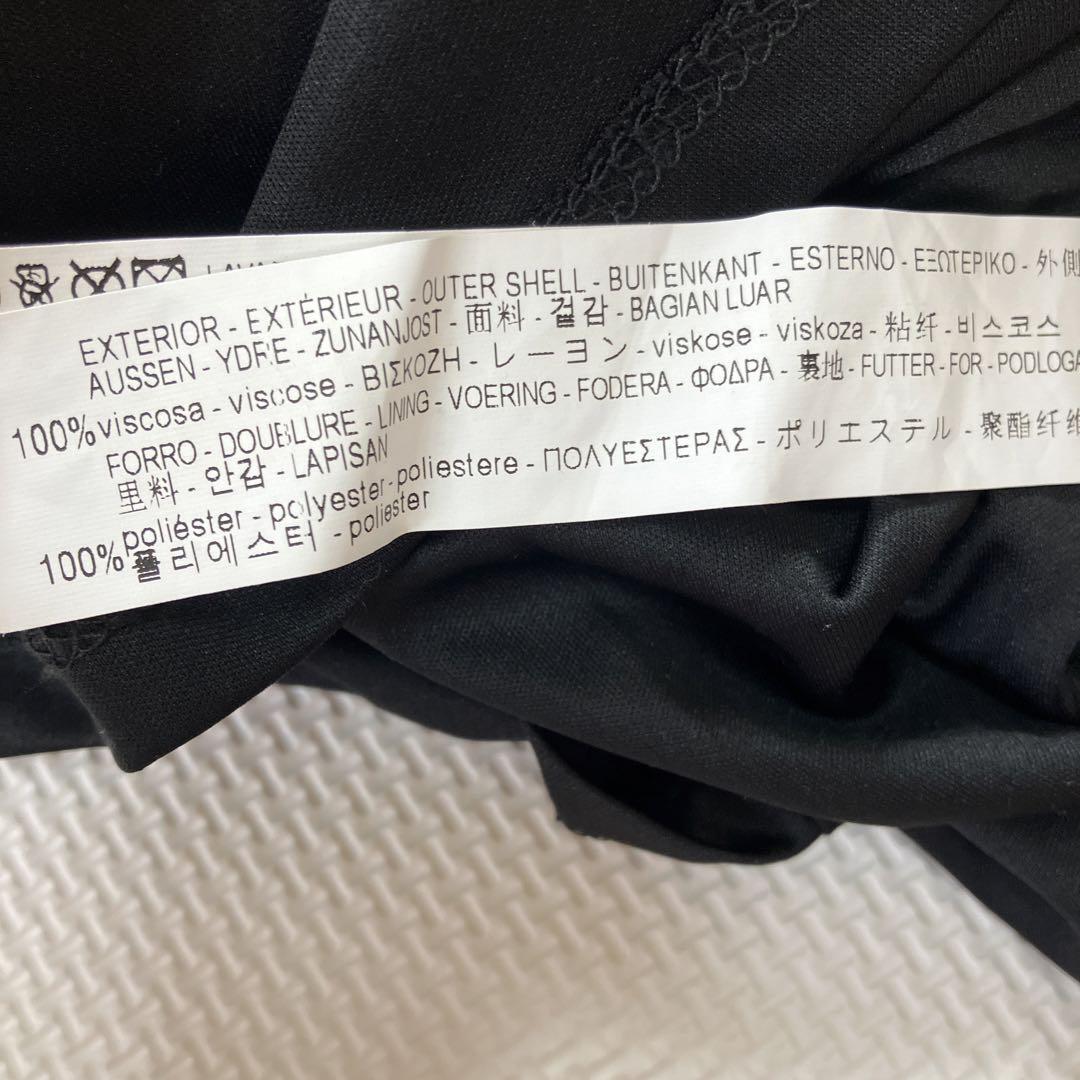 EXTERIOR - EXTÉRIEUR - OUTER SHELL - BUITENKANT - ESTERNO - ΕΞΩΤΕΡΙΚΟ - 外側
AUSSEN - YDRE - ZUNANJOST - 面料 - 겉감 - BAGIAN LUAR
100% viscosa - viscose - ΒΙΣΚΟΖΗ - レーヨン - viskose - viskoza - 粘纤 - 비스코스
FORRO - DOUBLURE - LINING - VOERING - FODERA - ΦΟΔΡΑ - 裏地 - FUTTER - FOR - PODLOGA
里料 - 안감 - LAPISAN
100% poliéster - polyester - poliestere - ΠΟΛΥΕΣΤΕΡΑΣ - ポリエステル - 聚酯纤维
폴리에스터 - poliester